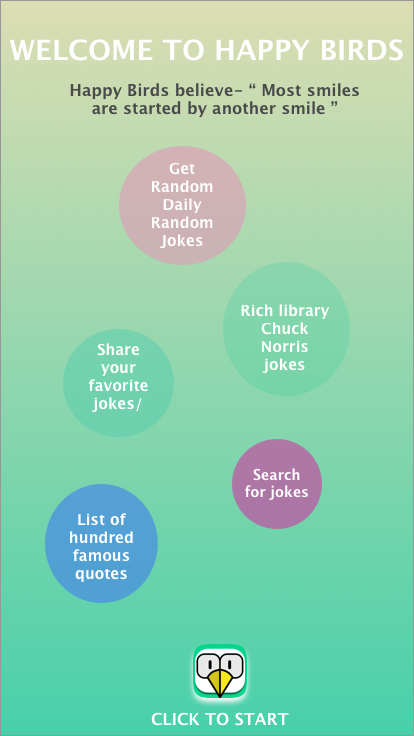 WELCOME TO HAPPY BIRDS
Happy Birds believe- “ Most smiles
are started by another smile ”
Get
Random
Daily
Random
Jokes
Rich library
Chuck
Norris
jokes
Share
your
favorite
jokes/
Search
for jokes
List of
hundred
famous
quotes
CLICK TO START